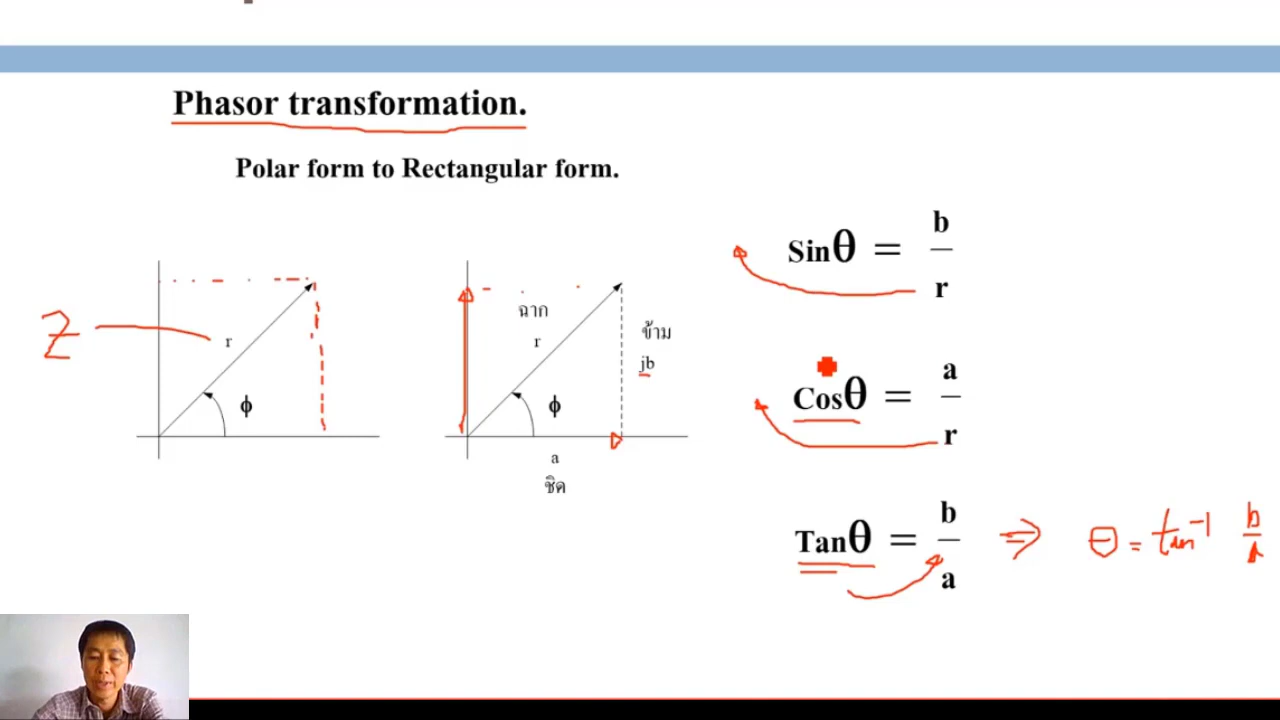 Phasor transformation.
Polar form to Rectangular form.
Z
r
ϕ
ฉาก
r
ข้าม
jb
ϕ
a
ชิด
Sinθ = b/r
Cosθ = a/r
Tanθ = b/a ⇒ θ = tan⁻¹ b/a